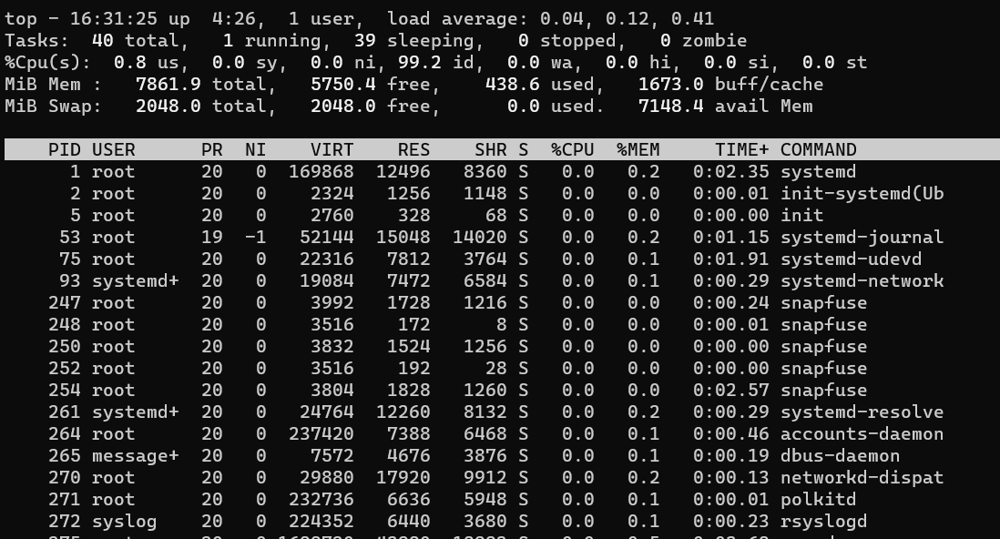 top - 16:31:25 up  4:26,  1 user,  load average: 0.04, 0.12, 0.41
Tasks:  40 total,   1 running,  39 sleeping,   0 stopped,   0 zombie
%Cpu(s):  0.8 us,  0.0 sy,  0.0 ni, 99.2 id,  0.0 wa,  0.0 hi,  0.0 si,  0.0 st
MiB Mem :   7861.9 total,   5750.4 free,    438.6 used,   1673.0 buff/cache
MiB Swap:   2048.0 total,   2048.0 free,      0.0 used.   7148.4 avail Mem
    PID USER      PR  NI    VIRT    RES    SHR S  %CPU  %MEM     TIME+ COMMAND
      1 root      20   0  169868  12496   8360 S   0.0   0.2   0:02.35 systemd
      2 root      20   0    2324   1256   1148 S   0.0   0.0   0:00.01 init-systemd(Ub
      5 root      20   0    2760    328     68 S   0.0   0.0   0:00.00 init
     53 root      19  -1   52144  15048  14020 S   0.0   0.2   0:01.15 systemd-journal
     75 root      20   0   22316   7812   3764 S   0.0   0.1   0:01.91 systemd-udevd
     93 systemd+  20   0   19084   7472   6584 S   0.0   0.1   0:00.29 systemd-network
    247 root      20   0    3992   1728   1216 S   0.0   0.0   0:00.24 snapfuse
    248 root      20   0    3516    172      8 S   0.0   0.0   0:00.01 snapfuse
    250 root      20   0    3832   1524   1256 S   0.0   0.0   0:00.00 snapfuse
    252 root      20   0    3516    192     28 S   0.0   0.0   0:00.00 snapfuse
    254 root      20   0    3804   1828   1260 S   0.0   0.0   0:02.57 snapfuse
    261 systemd+  20   0   24764  12260   8132 S   0.0   0.2   0:00.29 systemd-resolve
    264 root      20   0  237420   7388   6468 S   0.0   0.1   0:00.46 accounts-daemon
    265 message+  20   0    7572   4676   3876 S   0.0   0.1   0:00.19 dbus-daemon
    270 root      20   0   29880  17920   9912 S   0.0   0.2   0:00.13 networkd-dispat
    271 root      20   0  232736   6636   5948 S   0.0   0.1   0:00.01 polkitd
    272 syslog    20   0  224352   6440   3680 S   0.0   0.1   0:00.23 rsyslogd